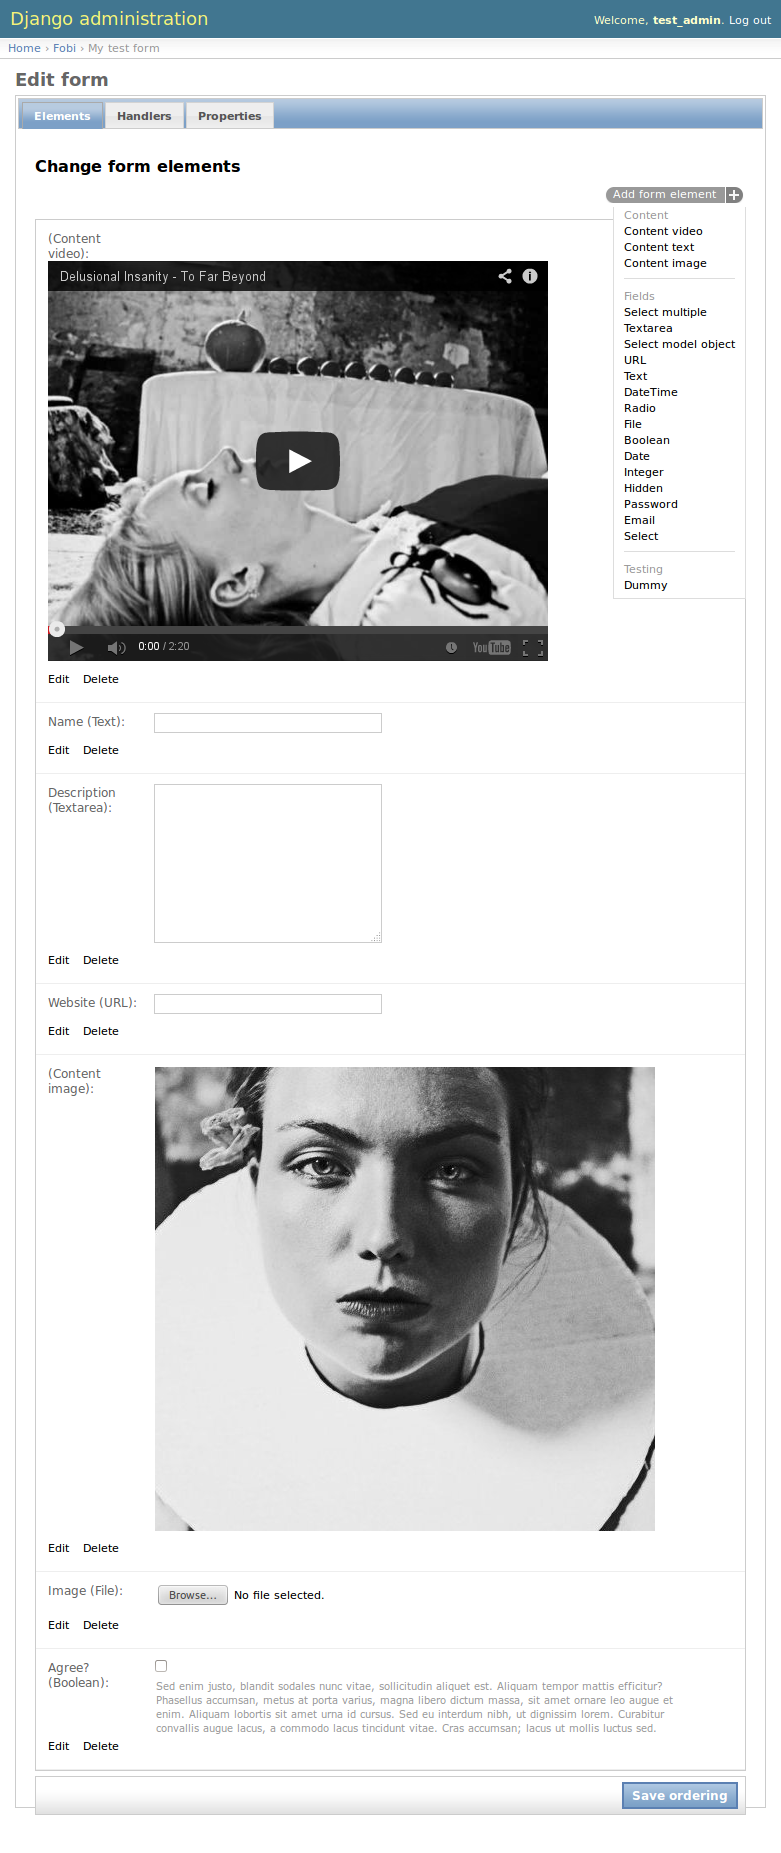 Django administration
Welcome, test_admin. Log out
Home › Fobi › My test form
Edit form
Elements
Handlers
Properties
Change form elements
Add form element
Content
Content video
Content text
Content image
Fields
Select multiple
Textarea
Select model object
URL
Text
DateTime
Radio
File
Boolean
Date
Integer
Hidden
Password
Email
Select
Testing
Dummy
(Content
video):
Delusional Insanity - To Far Beyond
0:00 / 2:20
YouTube
Edit Delete
Name (Text):
Edit Delete
Description
(Textarea):
Edit Delete
Website (URL):
Edit Delete
(Content
image):
Edit Delete
Image (File):
Browse... No file selected.
Edit Delete
Agree?
(Boolean):
Sed enim justo, blandit sodales nunc vitae, sollicitudin aliquet est. Aliquam tempor mattis efficitur?
Phasellus accumsan, metus at porta varius, magna libero dictum massa, sit amet ornare leo augue et
enim. Aliquam lobortis sit amet urna id cursus. Sed eu interdum nibh, ut dignissim lorem. Curabitur
convallis augue lacus, a commodo lacus tincidunt vitae. Cras accumsan; lacus ut mollis luctus sed.
Edit Delete
Save ordering